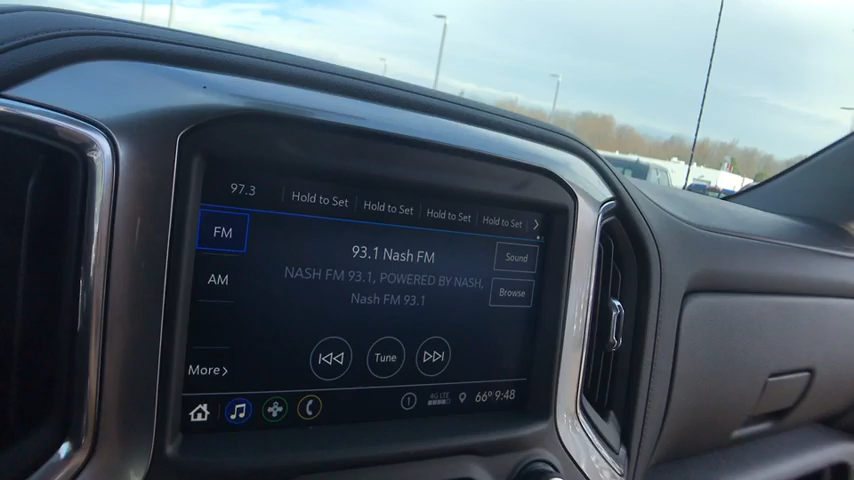 97.3 Hold to Set Hold to Set Hold to Set Hold to Set
FM
93.1 Nash FM
Sound
AM
NASH FM 93.1, POWERED BY NASH,
Nash FM 93.1
Browse
Tune
More
1 4G LTE 66° 9:48